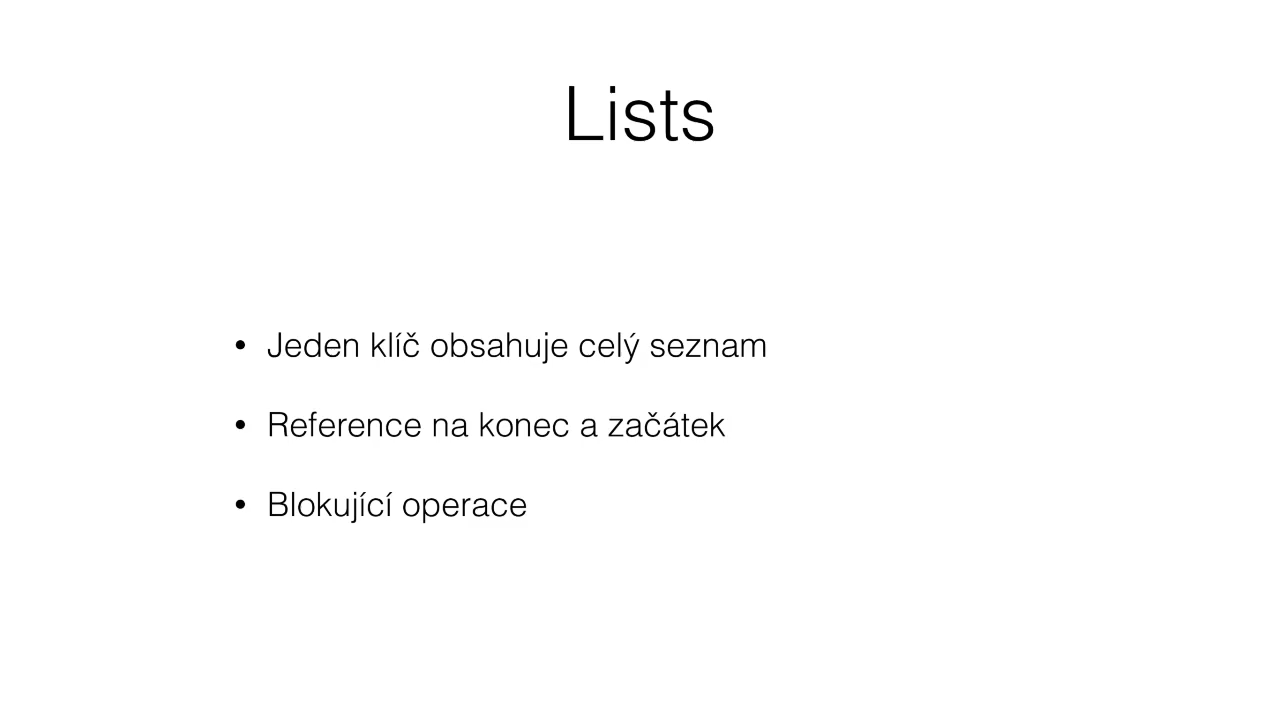 Lists
• Jeden klíč obsahuje celý seznam
• Reference na konec a začátek
• Blokující operace